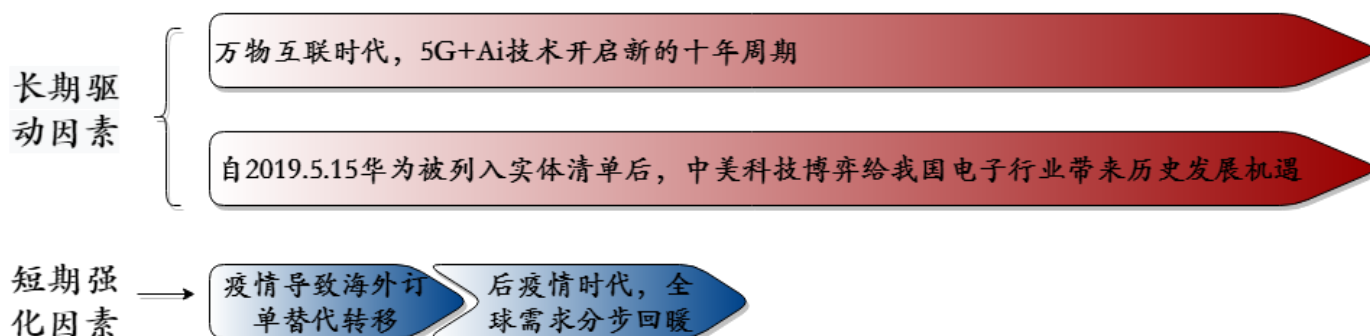 长期驱
动因素
万物互联时代，5G+Ai技术开启新的十年周期
自2019.5.15华为被列入实体清单后，中美科技博弈给我国电子行业带来历史发展机遇
短期强
化因素
疫情导致海外订
单替代转移
后疫情时代，全
球需求分步回暖